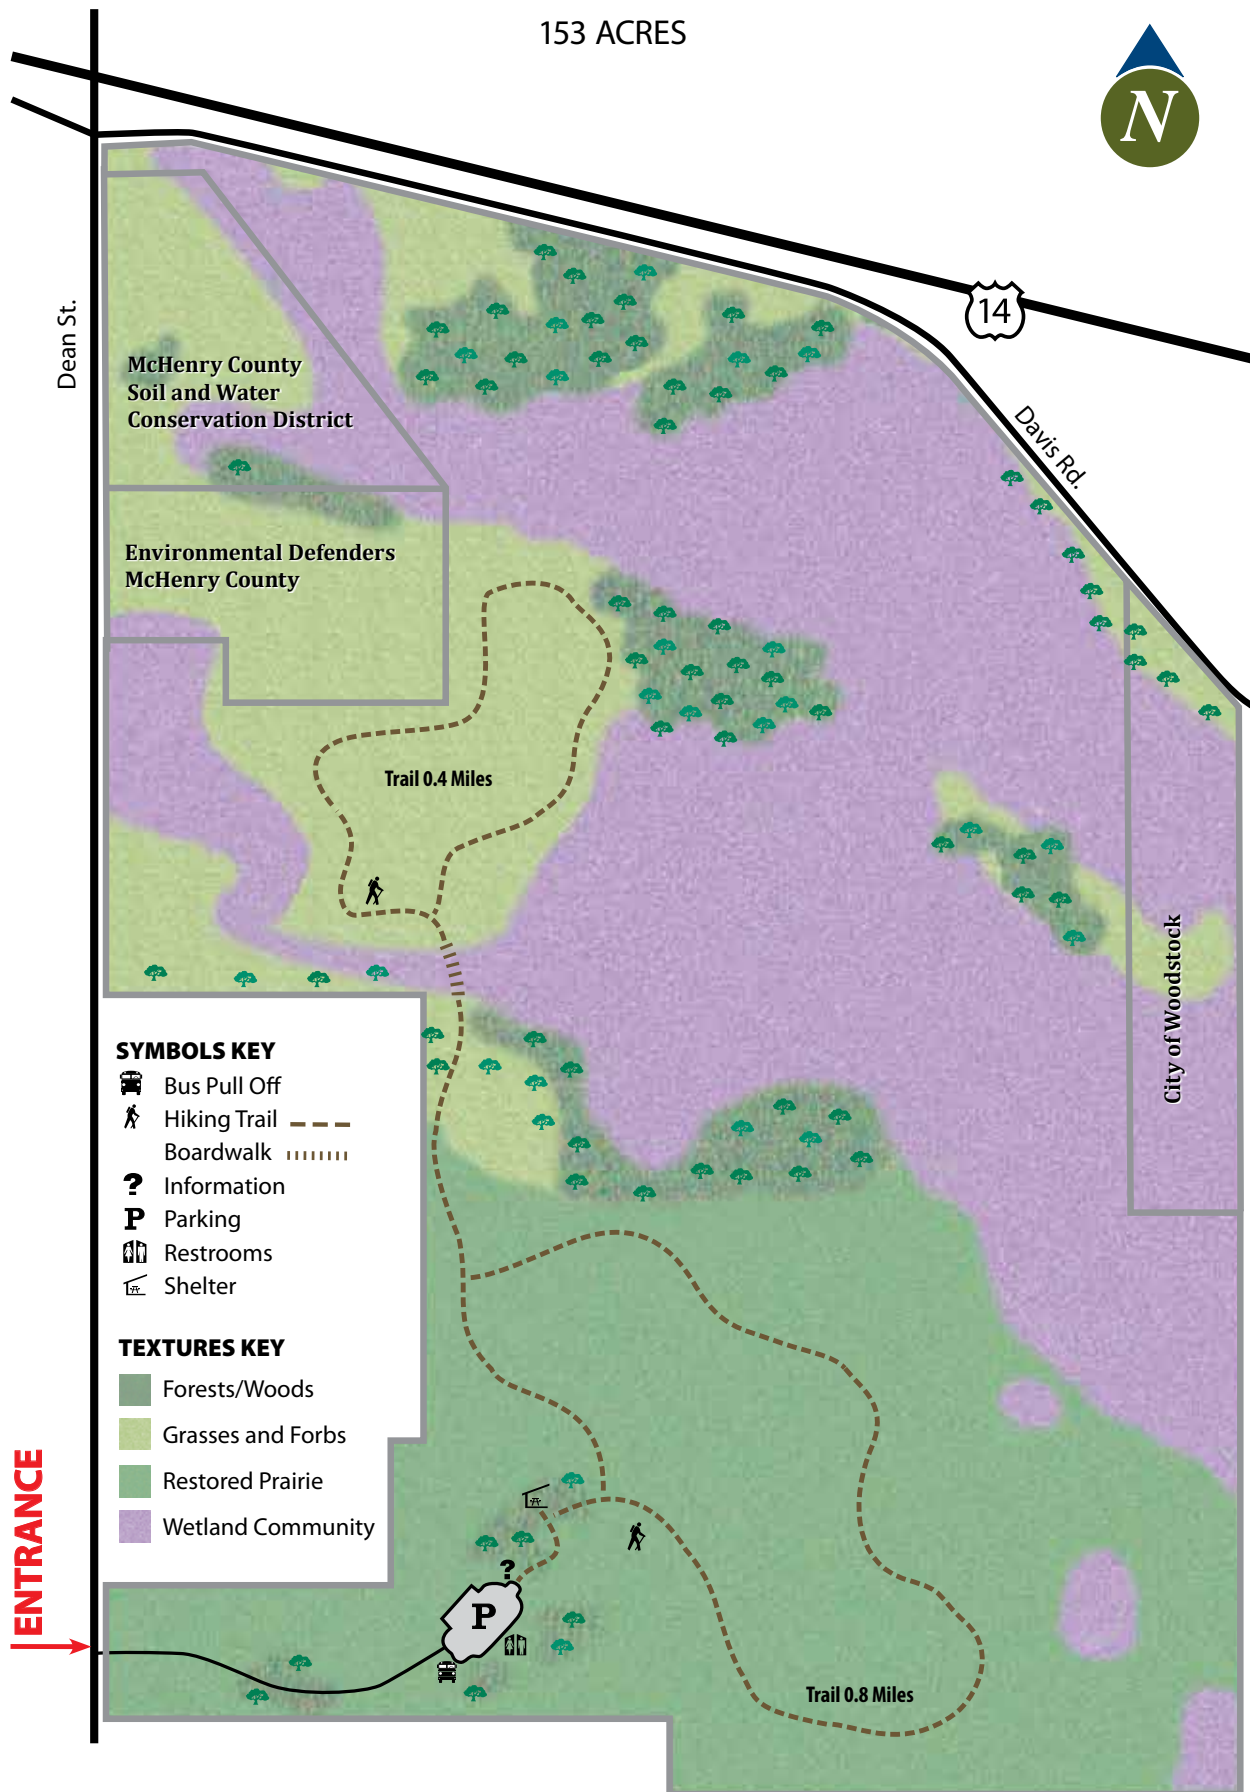 153 ACRES
N
14
Dean St.
Davis Rd.
McHenry County
Soil and Water
Conservation District
Environmental Defenders
McHenry County
Trail 0.4 Miles
City of Woodstock
SYMBOLS KEY
Bus Pull Off
Hiking Trail
Boardwalk
? Information
P Parking
Restrooms
Shelter
TEXTURES KEY
Forests/Woods
Grasses and Forbs
Restored Prairie
Wetland Community
ENTRANCE
?
P
Trail 0.8 Miles